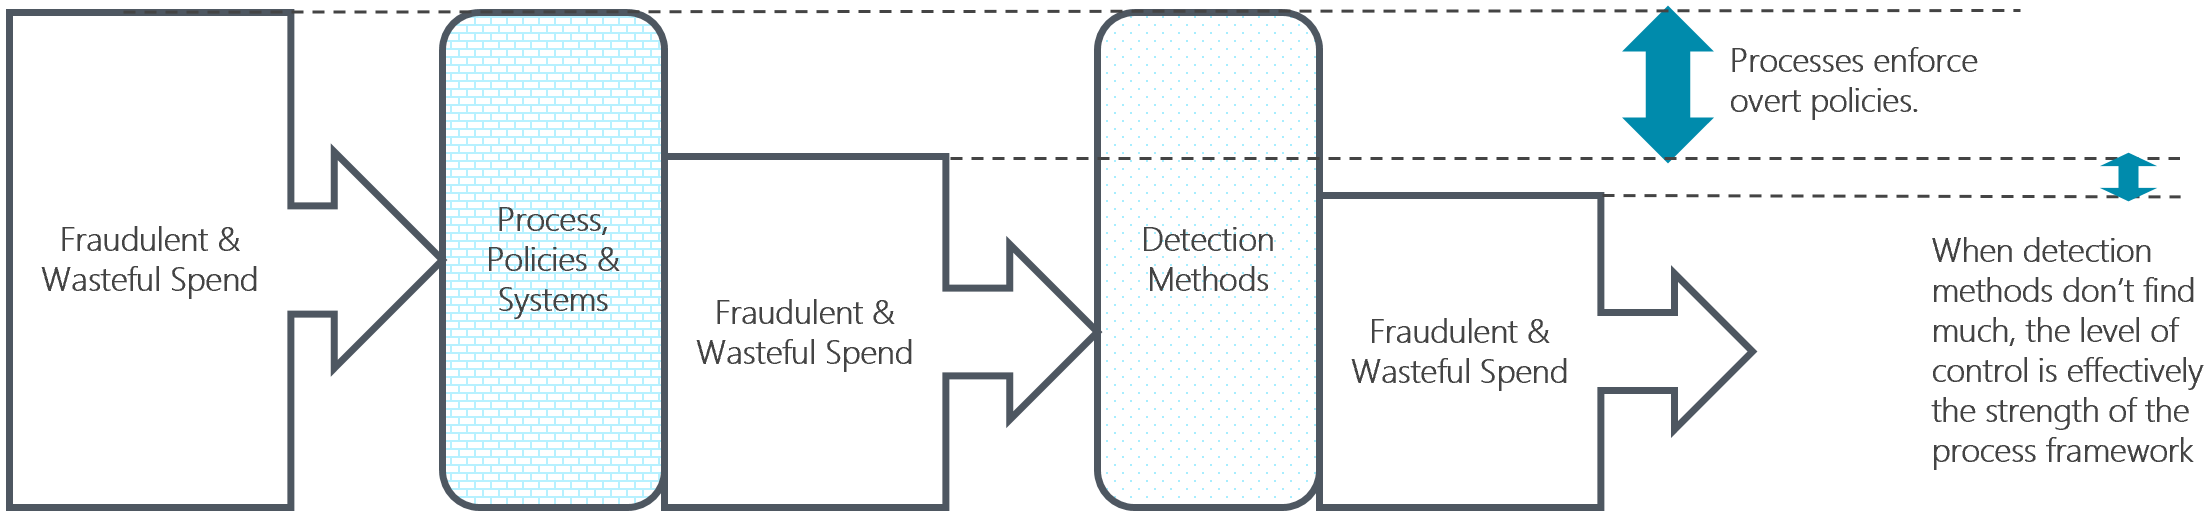 Fraudulent &
Wasteful Spend
Process,
Policies &
Systems
Fraudulent &
Wasteful Spend
Detection
Methods
Fraudulent &
Wasteful Spend
Processes enforce
overt policies.
When detection
methods don’t find
much, the level of
control is effectively
the strength of the
process framework